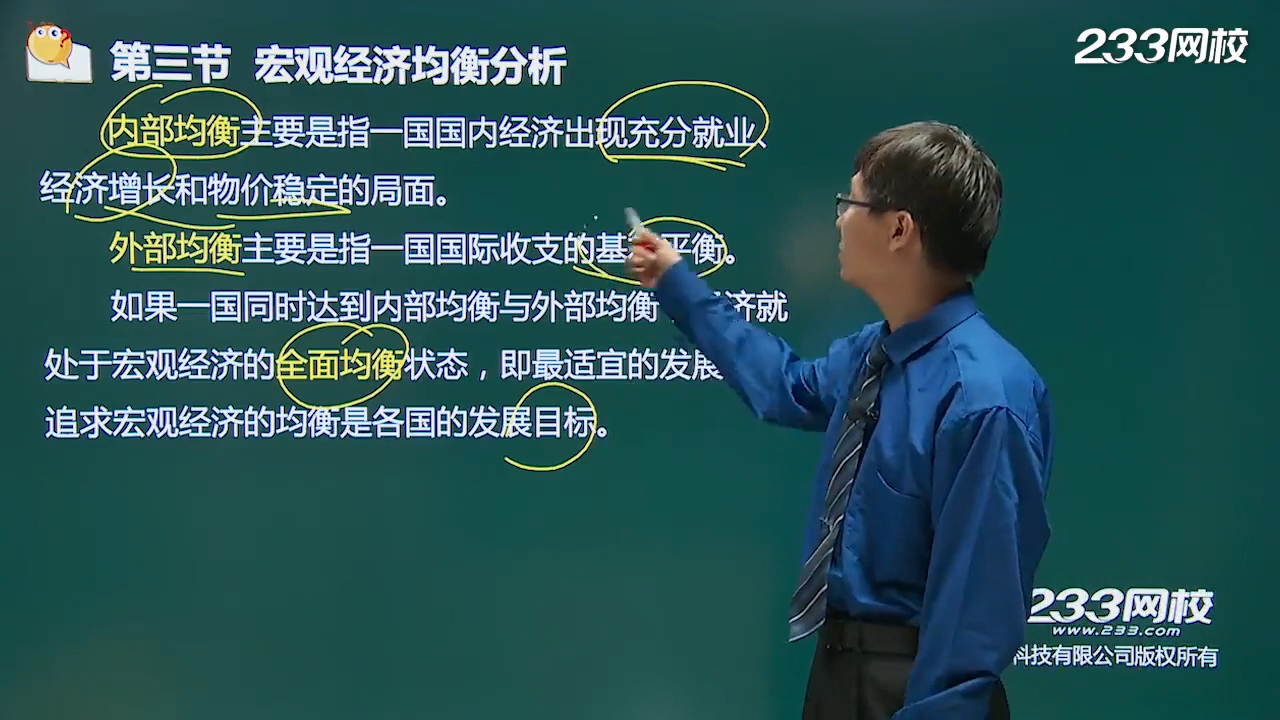 233网校
第三节 宏观经济均衡分析
内部均衡主要是指一国国内经济出现充分就业、
经济增长和物价稳定的局面。
外部均衡主要是指一国国际收支的基 平衡。
如果一国同时达到内部均衡与外部均衡 经济就
处于宏观经济的全面均衡状态，即最适宜的发展
追求宏观经济的均衡是各国的发展目标。
233网校
www.233.com
科技有限公司版权所有